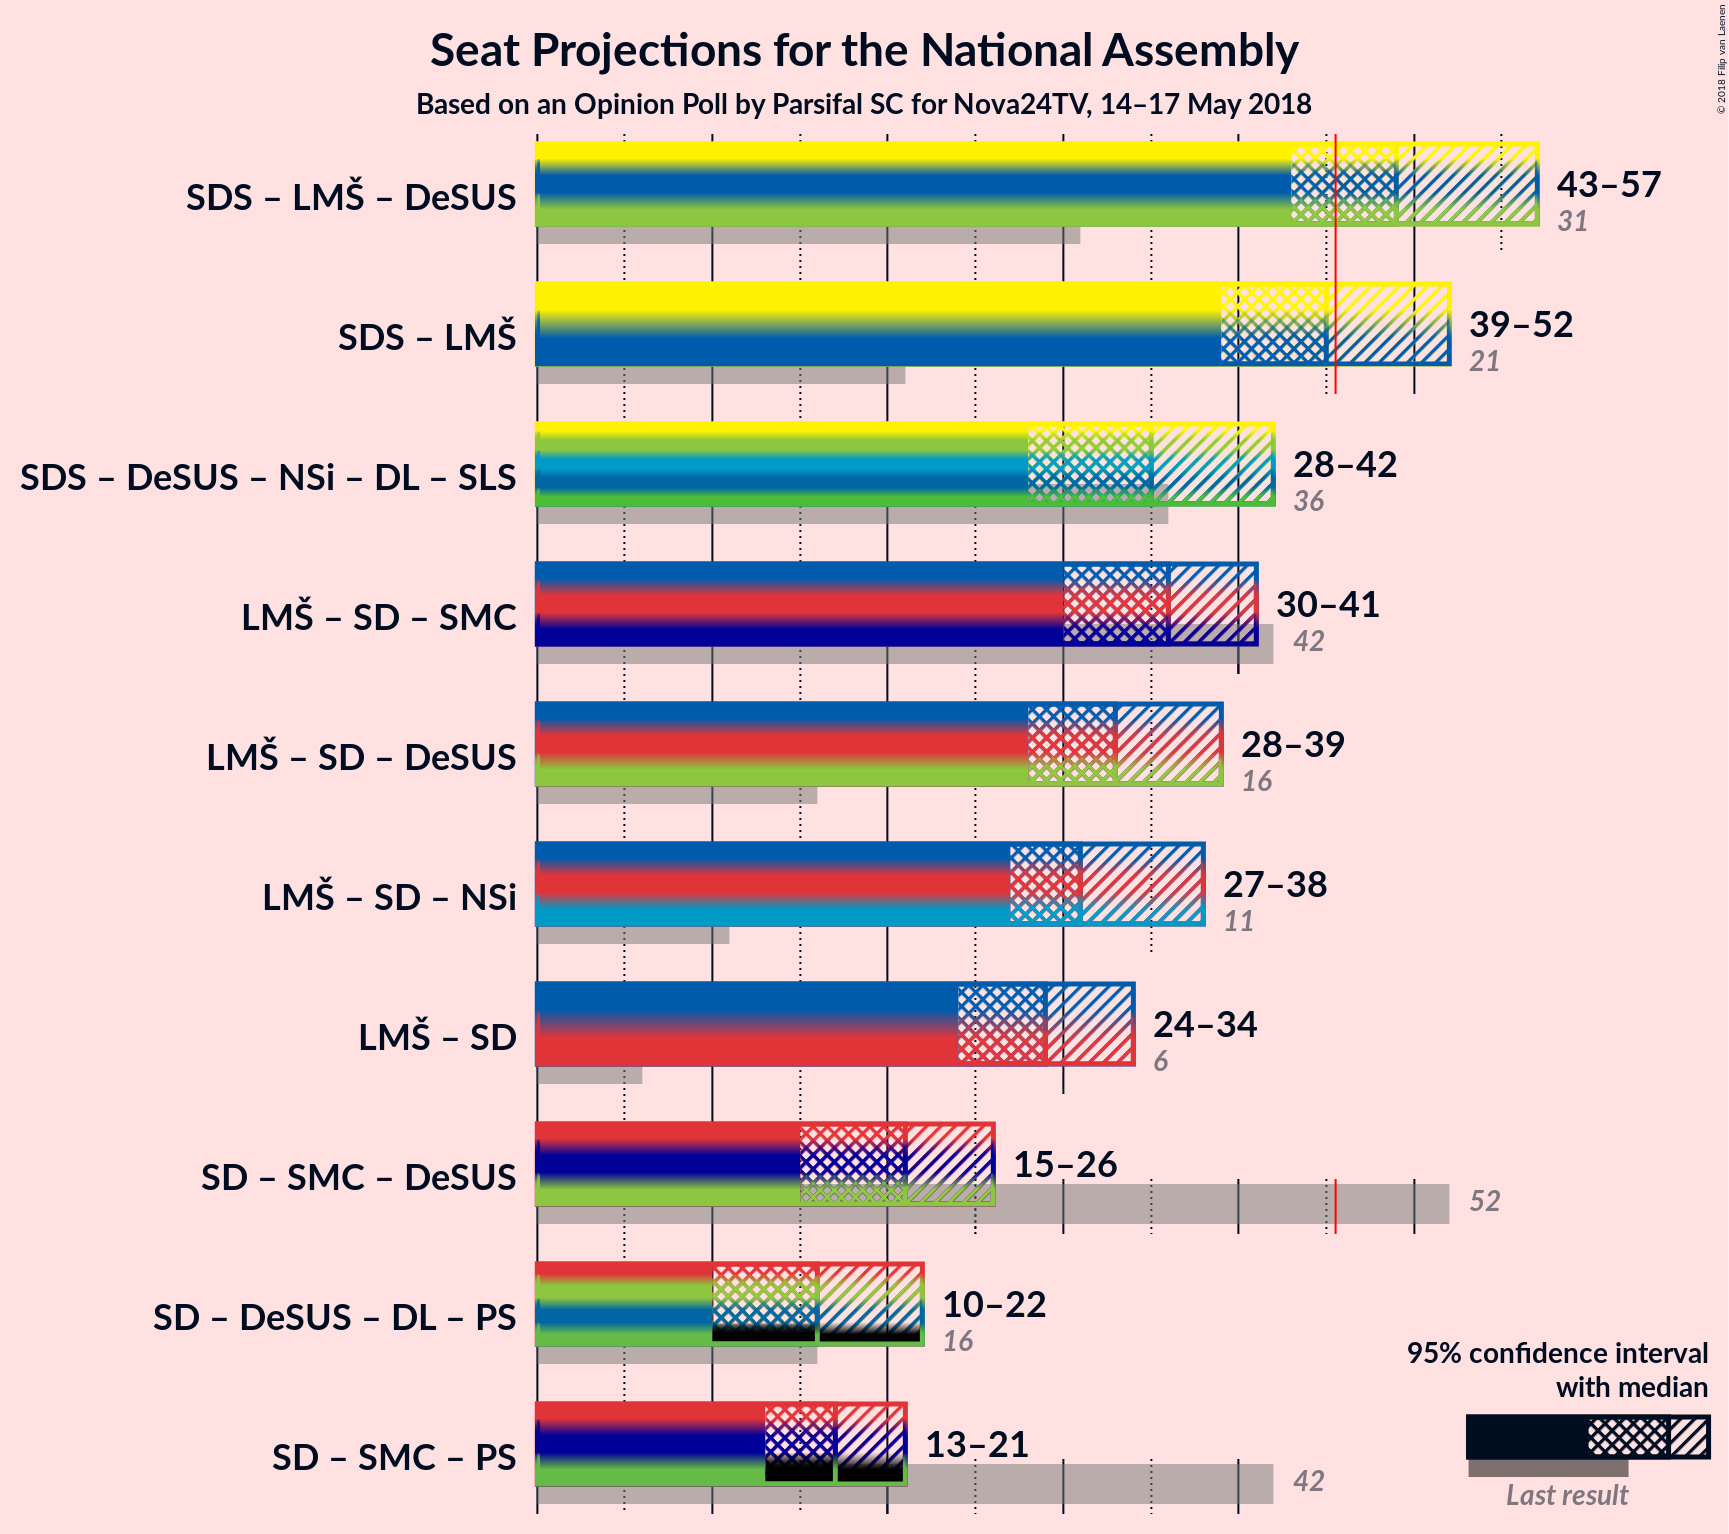 Seat Projections for the National Assembly
Based on an Opinion Poll by Parsifal SC for Nova24TV, 14–17 May 2018
© 2018 Filip van Laenen
SDS – LMŠ – DeSUS
43–57
31
SDS – LMŠ
39–52
21
SDS – DeSUS – NSi – DL – SLS
28–42
36
LMŠ – SD – SMC
30–41
42
LMŠ – SD – DeSUS
28–39
16
LMŠ – SD – NSi
27–38
11
LMŠ – SD
24–34
6
SD – SMC – DeSUS
15–26
52
SD – DeSUS – DL – PS
10–22
16
SD – SMC – PS
13–21
42
95% confidence interval
with median
Last result